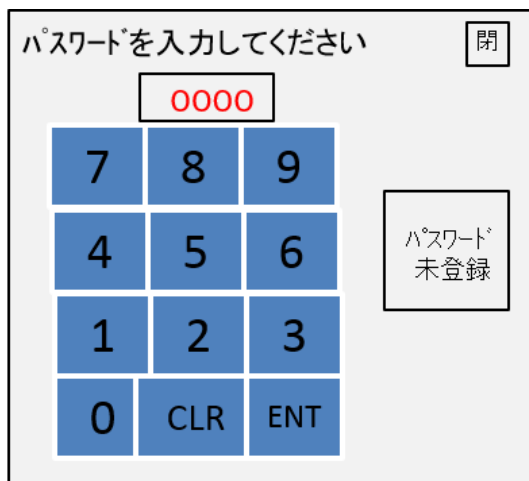 ﾊﾟｽﾜｰﾄﾞを入力してください
閉
0000
7 8 9
4 5 6
ﾊﾟｽﾜｰﾄﾞ
未登録
1 2 3
0 CLR ENT